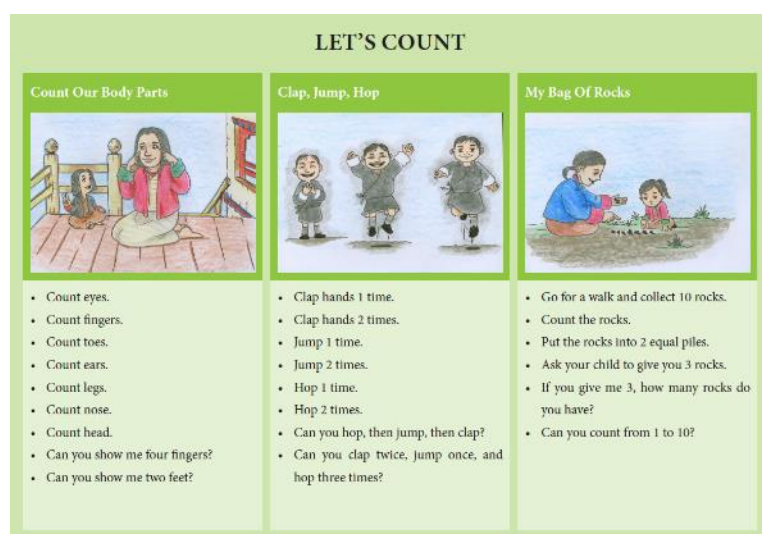 LET'S COUNT
Count Our Body Parts
• Count eyes.
• Count fingers.
• Count toes.
• Count ears.
• Count legs.
• Count nose.
• Count head.
• Can you show me four fingers?
• Can you show me two feet?
Clap, Jump, Hop
• Clap hands 1 time.
• Clap hands 2 times.
• Jump 1 time.
• Jump 2 times.
• Hop 1 time.
• Hop 2 times.
• Can you hop, then jump, then clap?
• Can you clap twice, jump once, and
hop three times?
My Bag Of Rocks
• Go for a walk and collect 10 rocks.
• Count the rocks.
• Put the rocks into 2 equal piles.
• Ask your child to give you 3 rocks.
• If you give me 3, how many rocks do
you have?
• Can you count from 1 to 10?